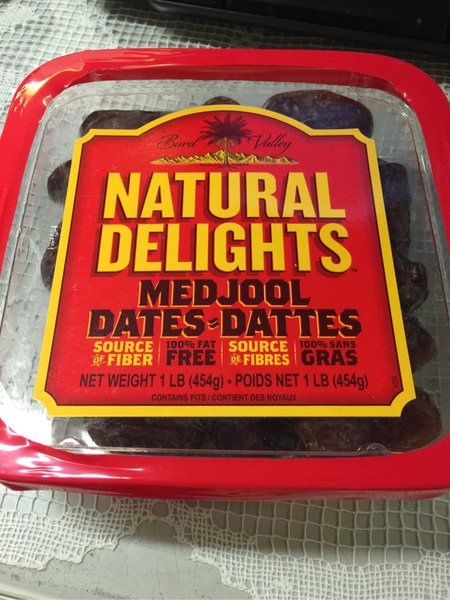 Bard Valley
NATURAL
DELIGHTS™
MEDJOOL
DATES - DATTES
SOURCE OF FIBER | 100% FAT FREE | SOURCE DE FIBRES | 100% SANS GRAS
NET WEIGHT 1 LB (454g) • POIDS NET 1 LB (454g)
CONTAINS PITS / CONTIENT DES NOYAUX